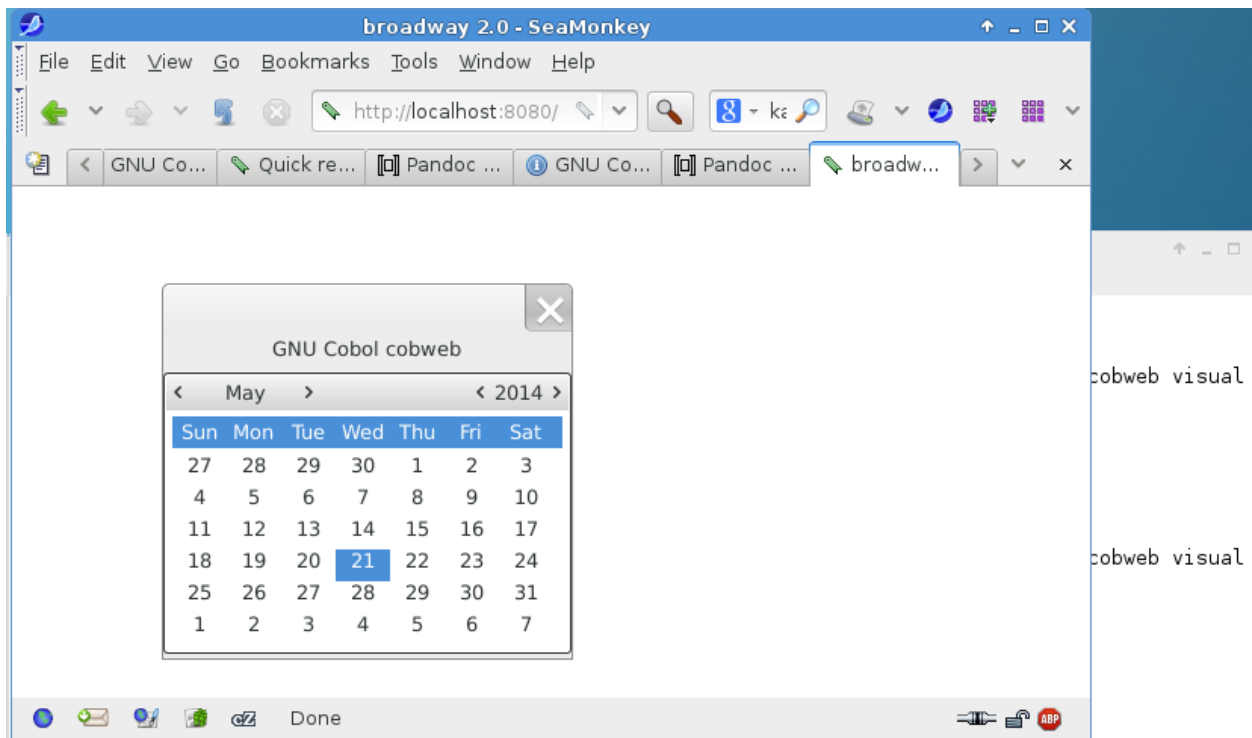 broadway 2.0 - SeaMonkey
File Edit View Go Bookmarks Tools Window Help
http://localhost:8080/ 8 ka
GNU Co... Quick re... Pandoc ... GNU Co... Pandoc ... broadw...
GNU Cobol cobweb
May 2014
Sun Mon Tue Wed Thu Fri Sat
27 28 29 30 1 2 3
4 5 6 7 8 9 10
11 12 13 14 15 16 17
18 19 20 21 22 23 24
25 26 27 28 29 30 31
1 2 3 4 5 6 7
cobweb visual
cobweb visual
cZ Done ABP